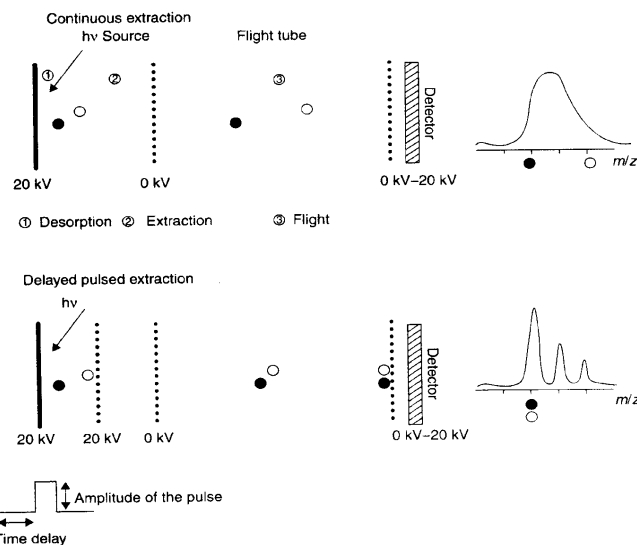 Continuous extraction
hν Source
Flight tube
①
②
③
Detector
m/z
20 kV
0 kV
0 kV–20 kV
① Desorption ② Extraction ③ Flight
Delayed pulsed extraction
hν
Detector
m/z
20 kV
20 kV
0 kV
0 kV–20 kV
Amplitude of the pulse
Time delay